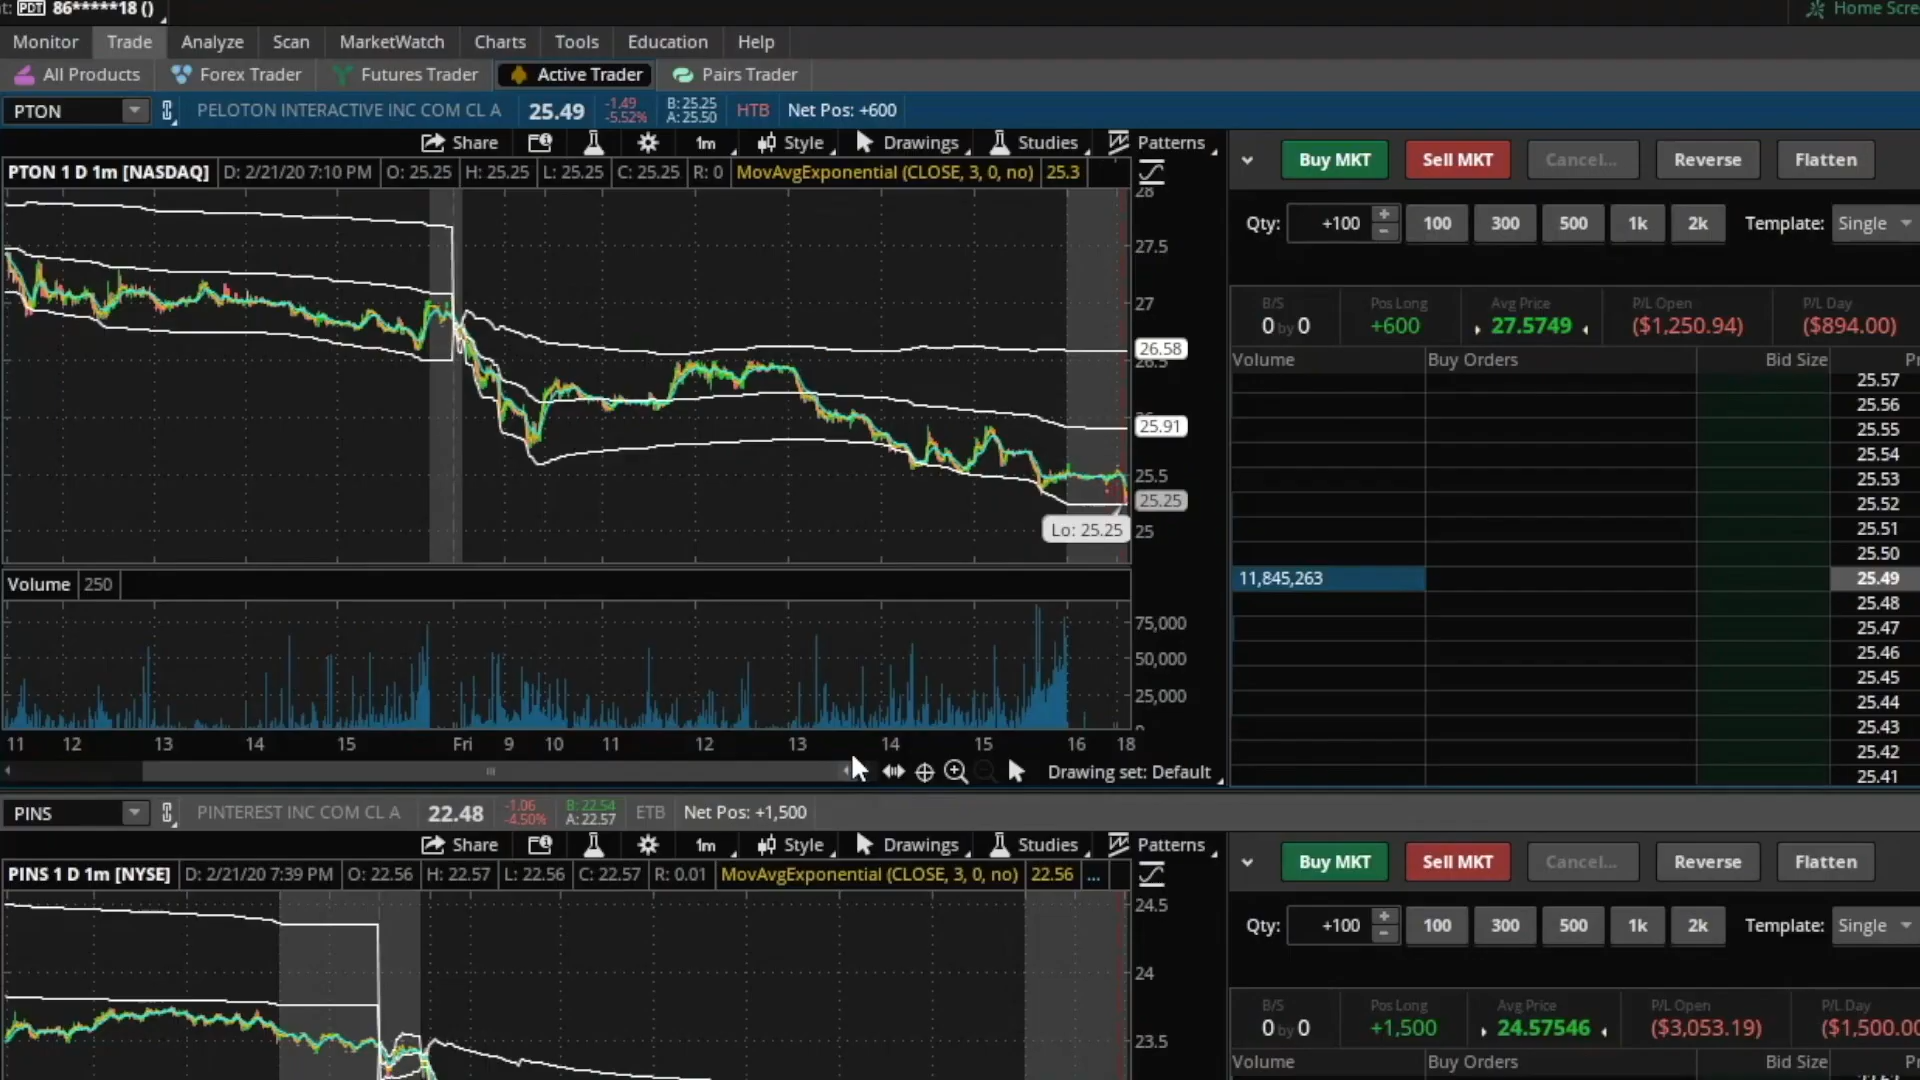 t: PDT 86*****18 ()
Home Scre
Monitor Trade Analyze Scan MarketWatch Charts Tools Education Help
All Products Forex Trader Futures Trader Active Trader Pairs Trader
PTON PELOTON INTERACTIVE INC COM CL A 25.49 -1.49 -5.52% B: 25.25 A: 25.50 HTB Net Pos: +600
Share 1m Style Drawings Studies Patterns
PTON 1 D 1m [NASDAQ] D: 2/21/20 7:10 PM O: 25.25 H: 25.25 L: 25.25 C: 25.25 R: 0 MovAvgExponential (CLOSE, 3, 0, no) 25.3
28
27.5
27
26.58
26.5
25.91
25.5
25.25
Lo: 25.25
25
Volume 250
75,000
50,000
25,000
11 12 13 14 15 Fri 9 10 11 12 13 14 15 16 18
Drawing set: Default
Buy MKT Sell MKT Cancel... Reverse Flatten
Qty: +100 100 300 500 1k 2k Template: Single
B/S Pos Long Avg Price P/L Open P/L Day
0 by 0 +600 27.5749 ($1,250.94) ($894.00)
Volume Buy Orders Bid Size
25.57
25.56
25.55
25.54
25.53
25.52
25.51
25.50
11,845,263 25.49
25.48
25.47
25.46
25.45
25.44
25.43
25.42
25.41
PINS PINTEREST INC COM CL A 22.48 -1.06 -4.50% B: 22.54 A: 22.57 ETB Net Pos: +1,500
Share 1m Style Drawings Studies Patterns
PINS 1 D 1m [NYSE] D: 2/21/20 7:39 PM O: 22.56 H: 22.57 L: 22.56 C: 22.57 R: 0.01 MovAvgExponential (CLOSE, 3, 0, no) 22.56 ...
24.5
24
23.5
Buy MKT Sell MKT Cancel... Reverse Flatten
Qty: +100 100 300 500 1k 2k Template: Single
B/S Pos Long Avg Price P/L Open P/L Day
0 by 0 +1,500 24.57546 ($3,053.19) ($1,500.00
Volume Buy Orders Bid Size